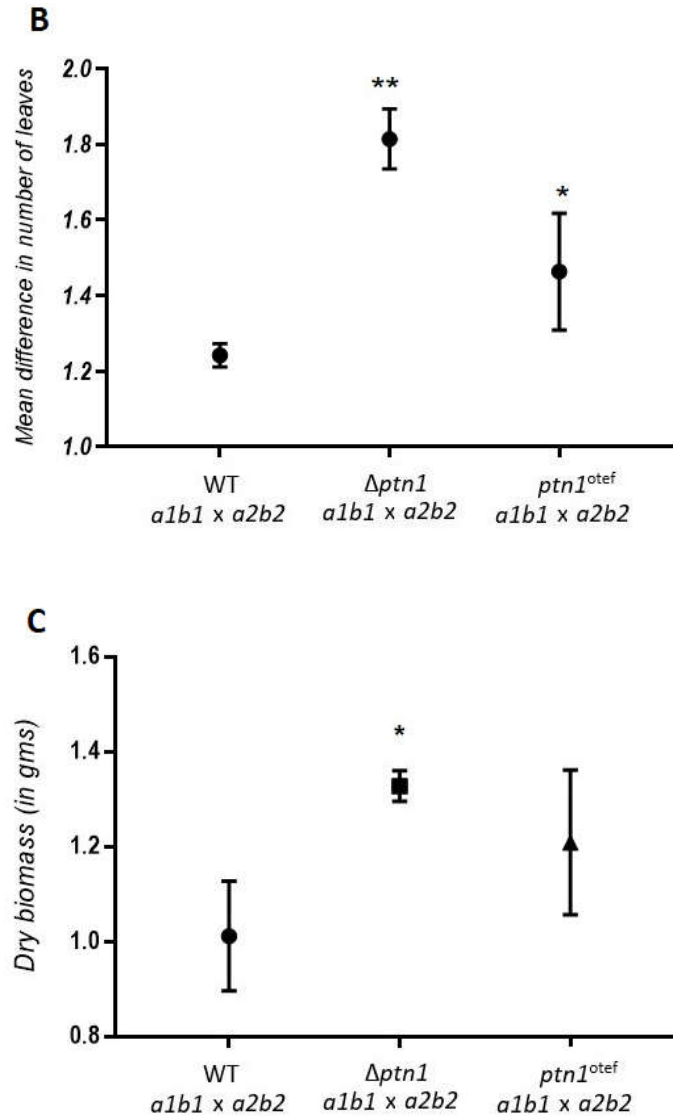 B
Mean difference in number of leaves
2.0
1.8
1.6
1.4
1.2
1.0
**
*
WT
a1b1 x a2b2
Δptn1
a1b1 x a2b2
ptn1ᵒᵗᵉᶠ
a1b1 x a2b2
C
Dry biomass (in gms)
1.6
1.4
1.2
1.0
0.8
*
WT
a1b1 x a2b2
Δptn1
a1b1 x a2b2
ptn1ᵒᵗᵉᶠ
a1b1 x a2b2